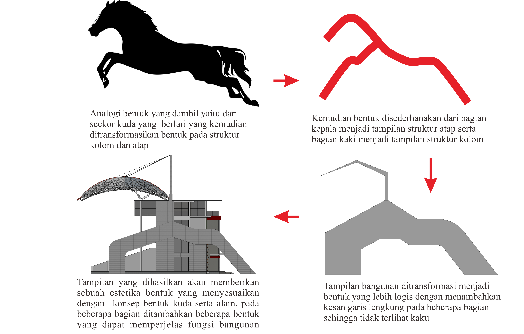 Analogi bentuk yang diambil yaitu dari
seekor kuda yang berlari yang kemudian
ditransformasikan bentuk pada struktur
kolom dan atap
Kemudian bentuk disederhanakan dari bagian
kepala menjadi tampilan struktur atap serta
bagian kaki menjadi tampilan struktur kolom
Tampilan yang dihasilkan akan memberikan
sebuah estetika bentuk yang menyesuaikan
dengan konsep bentuk kuda serta alam, pada
beberapa bagian ditambahkan beberapa bentuk
yang dapat memperjelas fungsi bangunan
Tampilan bangunan ditransformasi menjadi
bentuk yang lebih logis dengan menambahkan
kesan garis lengkung pada beberapa bagian
sehingga tidak terlihat kaku